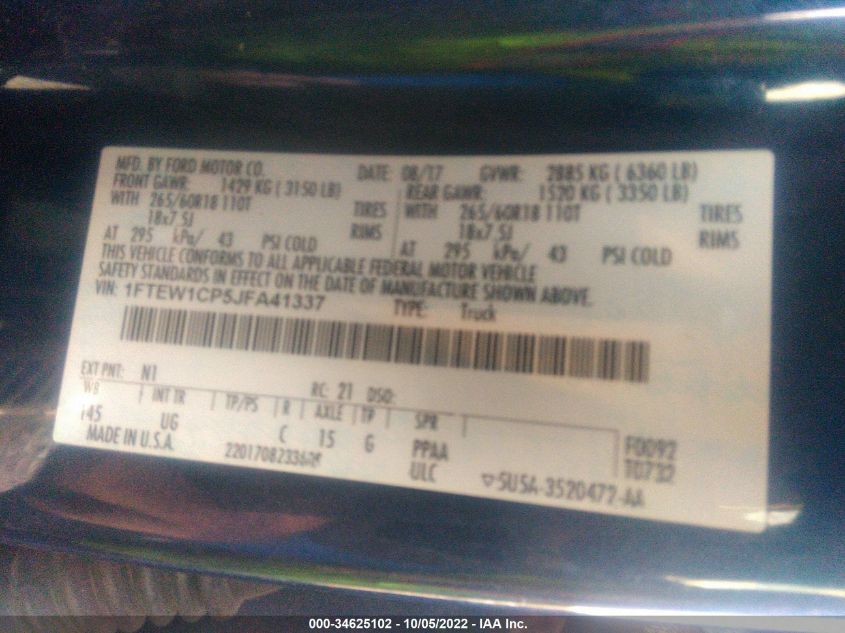 MFD. BY FORD MOTOR CO. DATE: 08/17 GVWR: 2885 KG ( 6360 LB)
FRONT GAWR: 1429 KG ( 3150 LB) REAR GAWR: 1520 KG ( 3350 LB)
WITH 265/60R18 110T TIRES WITH 265/60R18 110T TIRES
18x7.5J RIMS 18x7.5J RIMS
AT 295 kPa/ 43 PSI COLD AT 295 kPa/ 43 PSI COLD
THIS VEHICLE CONFORMS TO ALL APPLICABLE FEDERAL MOTOR VEHICLE
SAFETY STANDARDS IN EFFECT ON THE DATE OF MANUFACTURE SHOWN ABOVE.
VIN: 1FTEW1CP5JFA41337 TYPE: Truck
EXT PNT: N1 RC: 21 DSO:
WB INT TR TP/PS R AXLE TP SPR
145 UG C 15 G PPAA F0092
MADE IN U.S.A. ULC T0732
▽5U5A-3520472-AA
000-34625102 - 10/05/2022 - IAA Inc.